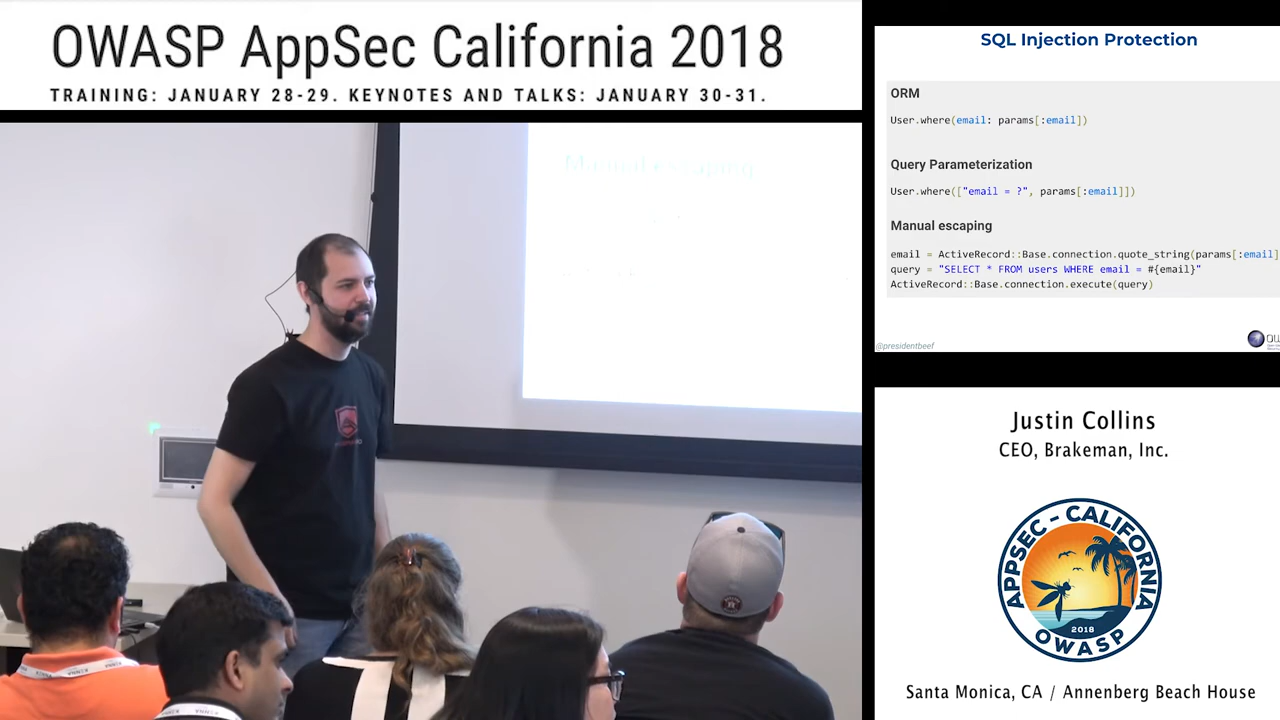 OWASP AppSec California 2018
TRAINING: JANUARY 28-29. KEYNOTES AND TALKS: JANUARY 30-31.
Manual escaping
SQL Injection Protection
ORM
User.where(email: params[:email])
Query Parameterization
User.where(["email = ?", params[:email]])
Manual escaping
email = ActiveRecord::Base.connection.quote_string(params[:email]
query = "SELECT * FROM users WHERE email = #{email}"
ActiveRecord::Base.connection.execute(query)
@presidentbeef
Justin Collins
CEO, Brakeman, Inc.
APPSEC - CALIFORNIA
2018
OWASP
Santa Monica, CA / Annenberg Beach House